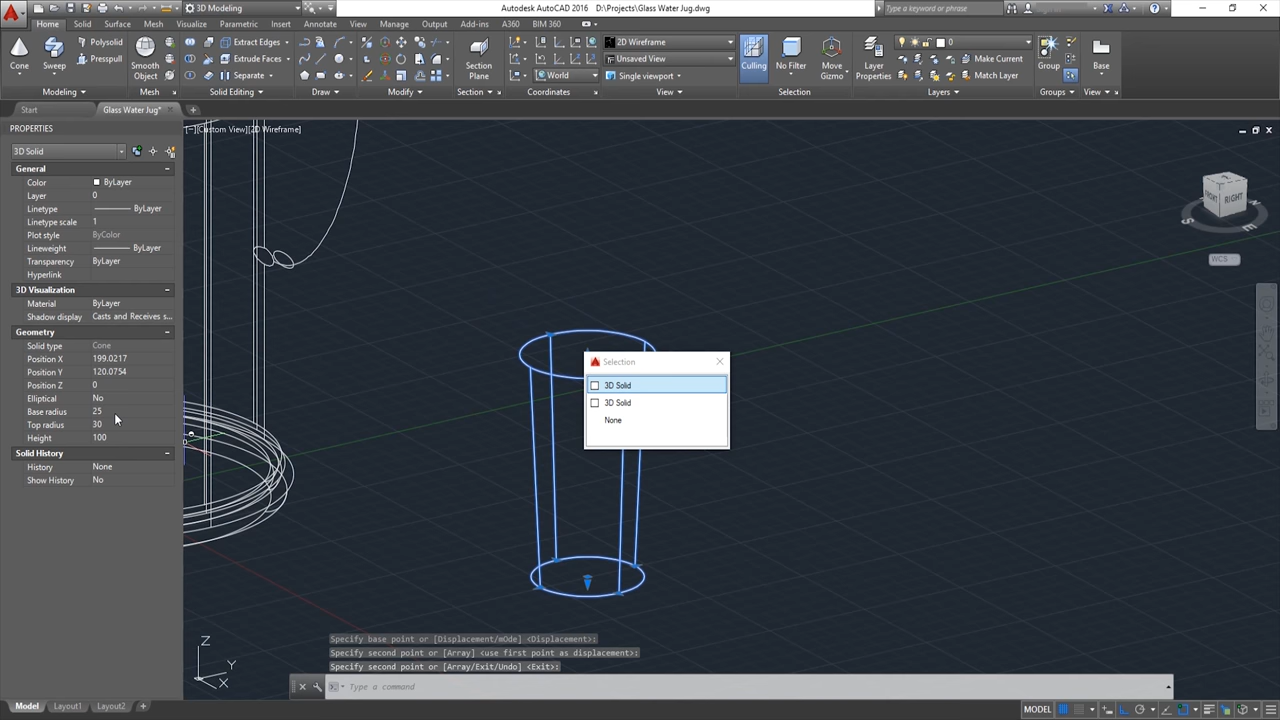 3D Modeling
Autodesk AutoCAD 2016 D:\Projects\Glass Water Jug.dwg
Type a keyword or phrase
Home Solid Surface Mesh Visualize Parametric Insert Annotate View Manage Output Add-ins A360 BIM 360
Cone Sweep Polysolid Presspull
Smooth Object
Extract Edges
Extrude Faces
Separate
Section Plane
World
2D Wireframe
Unsaved View
Single viewport
Culling No Filter Move Gizmo
Layer Properties
0
Make Current
Match Layer
Group Base
Modeling Mesh Solid Editing Draw Modify Section Coordinates View Selection Layers Groups View
Start Glass Water Jug*
PROPERTIES
[−][Custom View][2D Wireframe]
3D Solid
General
Color ByLayer
Layer 0
Linetype ByLayer
Linetype scale 1
Plot style ByColor
Lineweight ByLayer
Transparency ByLayer
Hyperlink
3D Visualization
Material ByLayer
Shadow display Casts and Receives s...
Geometry
Solid type Cone
Position X 199.0217
Position Y 120.0754
Position Z 0
Elliptical No
Base radius 25
Top radius 30
Height 100
Solid History
History None
Show History No
FRONT RIGHT
S E N
WCS
Selection
3D Solid
3D Solid
None
Z
Y
X
Specify base point or [Displacement/mOde] <Displacement>:
Specify second point or [Array] <use first point as displacement>:
Specify second point or [Array/Exit/Undo] <Exit>:
Type a command
Model Layout1 Layout2
MODEL